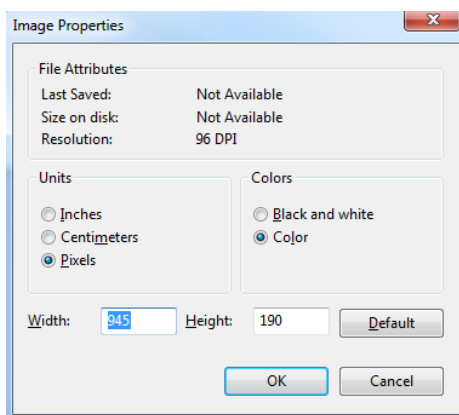 Image Properties
File Attributes
Last Saved: Not Available
Size on disk: Not Available
Resolution: 96 DPI
Units
Colors
Inches
Black and white
Centimeters
Color
Pixels
Width: 945 Height: 190 Default
OK Cancel